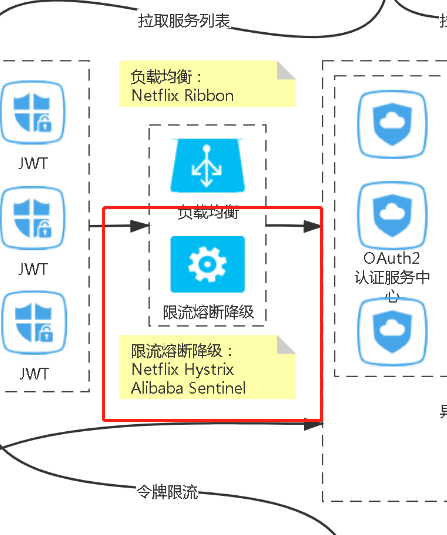 拉取服务列表
负载均衡：
Netflix Ribbon
JWT
负载均衡
JWT
OAuth2
认证服务中
心
限流熔断降级
限流熔断降级：
Netflix Hystrix
Alibaba Sentinel
JWT
令牌限流